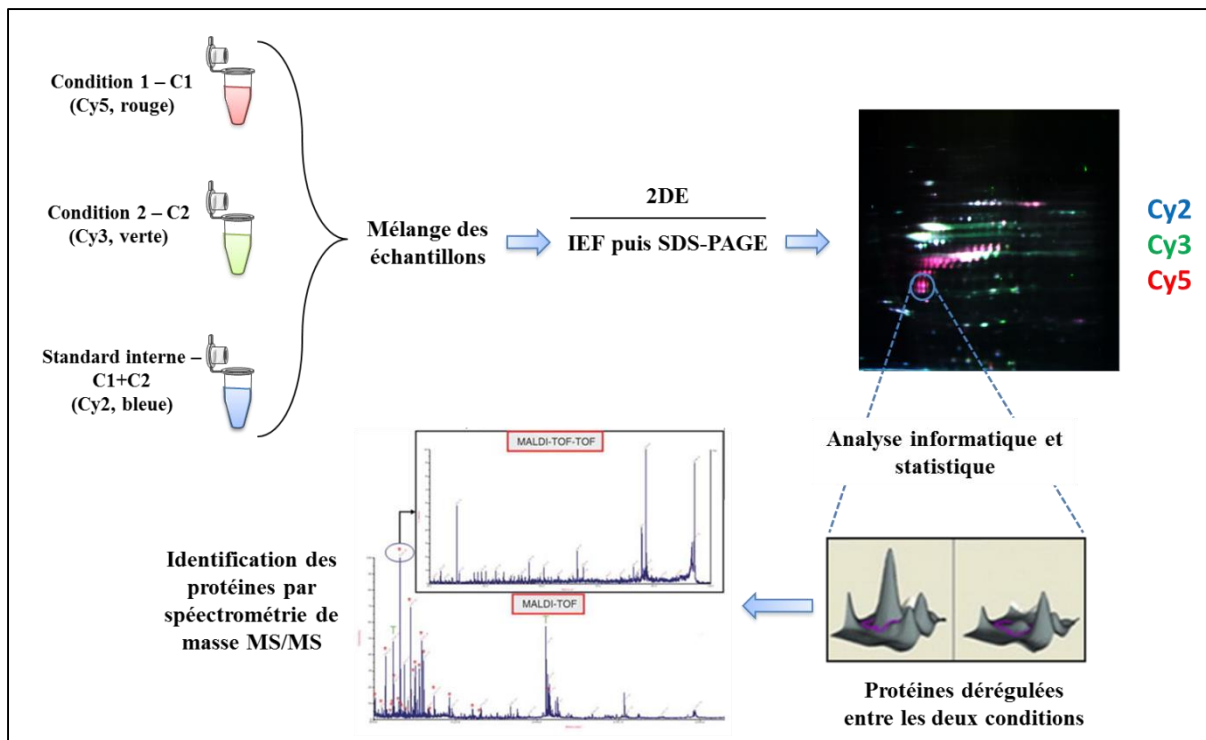 Condition 1 – C1
(Cy5, rouge)
Condition 2 – C2
(Cy3, verte)
Standard interne –
C1+C2
(Cy2, bleue)
Mélange des
échantillons
2DE
IEF puis SDS-PAGE
Cy2
Cy3
Cy5
Analyse informatique et
statistique
Protéines dérégulées
entre les deux conditions
MALDI-TOF-TOF
MALDI-TOF
T
T
Identification des
protéines par
spéectrométrie de
masse MS/MS